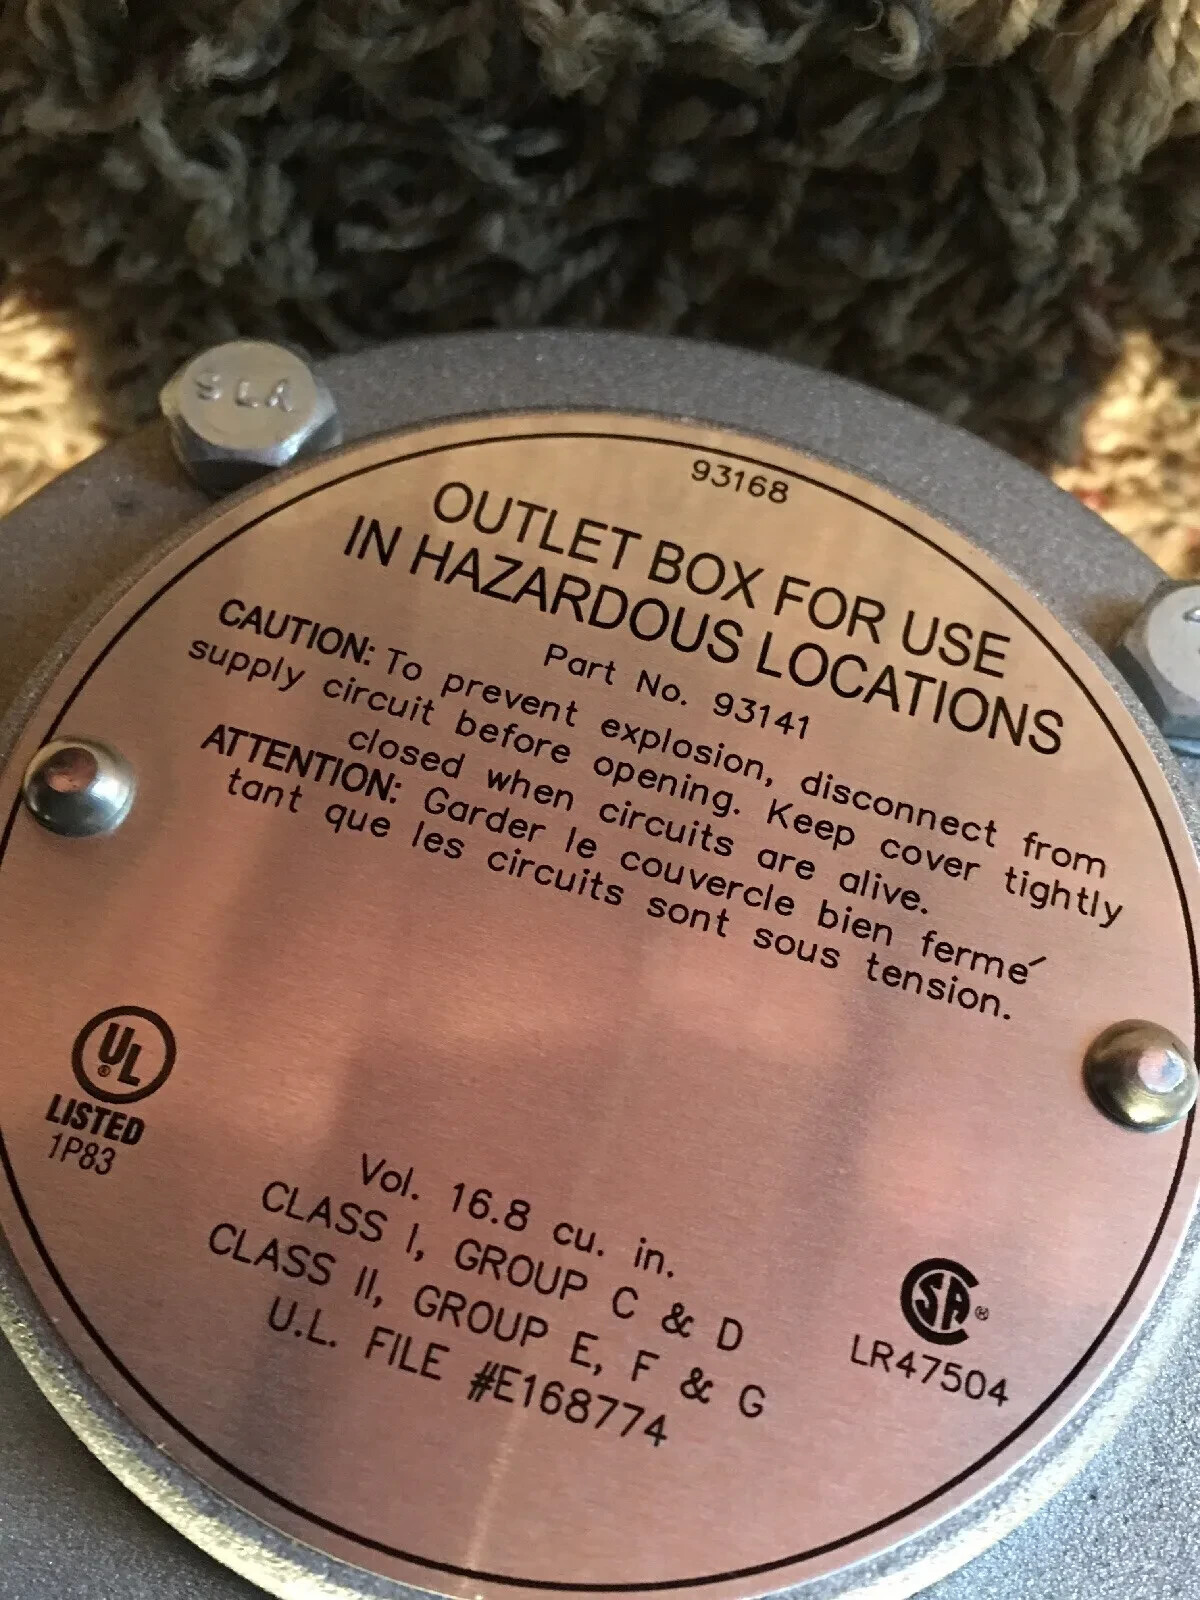 93168
OUTLET BOX FOR USE
IN HAZARDOUS LOCATIONS
Part No. 93141
CAUTION: To prevent explosion, disconnect from
supply circuit before opening. Keep cover tightly
closed when circuits are alive.
ATTENTION: Garder le couvercle bien fermé
tant que les circuits sont sous tension.
UL®
LISTED
1P83
Vol. 16.8 cu. in.
CLASS I, GROUP C & D
CLASS II, GROUP E, F & G
U.L. FILE #E168774
SA®
LR47504